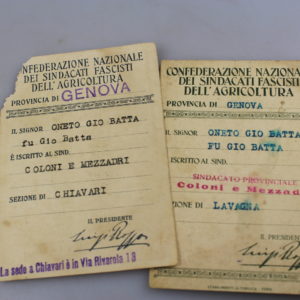 CONFEDERAZIONE NAZIONALE
DEI SINDACATI FASCISTI
DELL'AGRICOLTURA
PROVINCIA DI GENOVA
IL SIGNOR ONETO GIO BATTA
fu Gio Batta
È ISCRITTO AL SIND.
COLONI E MEZZADRI
SEZIONE DI CHIAVARI
IL PRESIDENTE
La sede a Chiavari è in Via Rivarola 13
CONFEDERAZIONE NAZIONA
DEI SINDACATI FASCISTI
DELL'AGRICOLTURA
PROVINCIA DI GENOVA
IL SIGNOR ONETO GIO BATTA
FU GIO BATTA
È ISCRITTO AL SIND.
SINDACATO PROVINCIALE
Coloni e Mezzad
SEZIONE DI LAVAGNA
IL PRESIDENTE